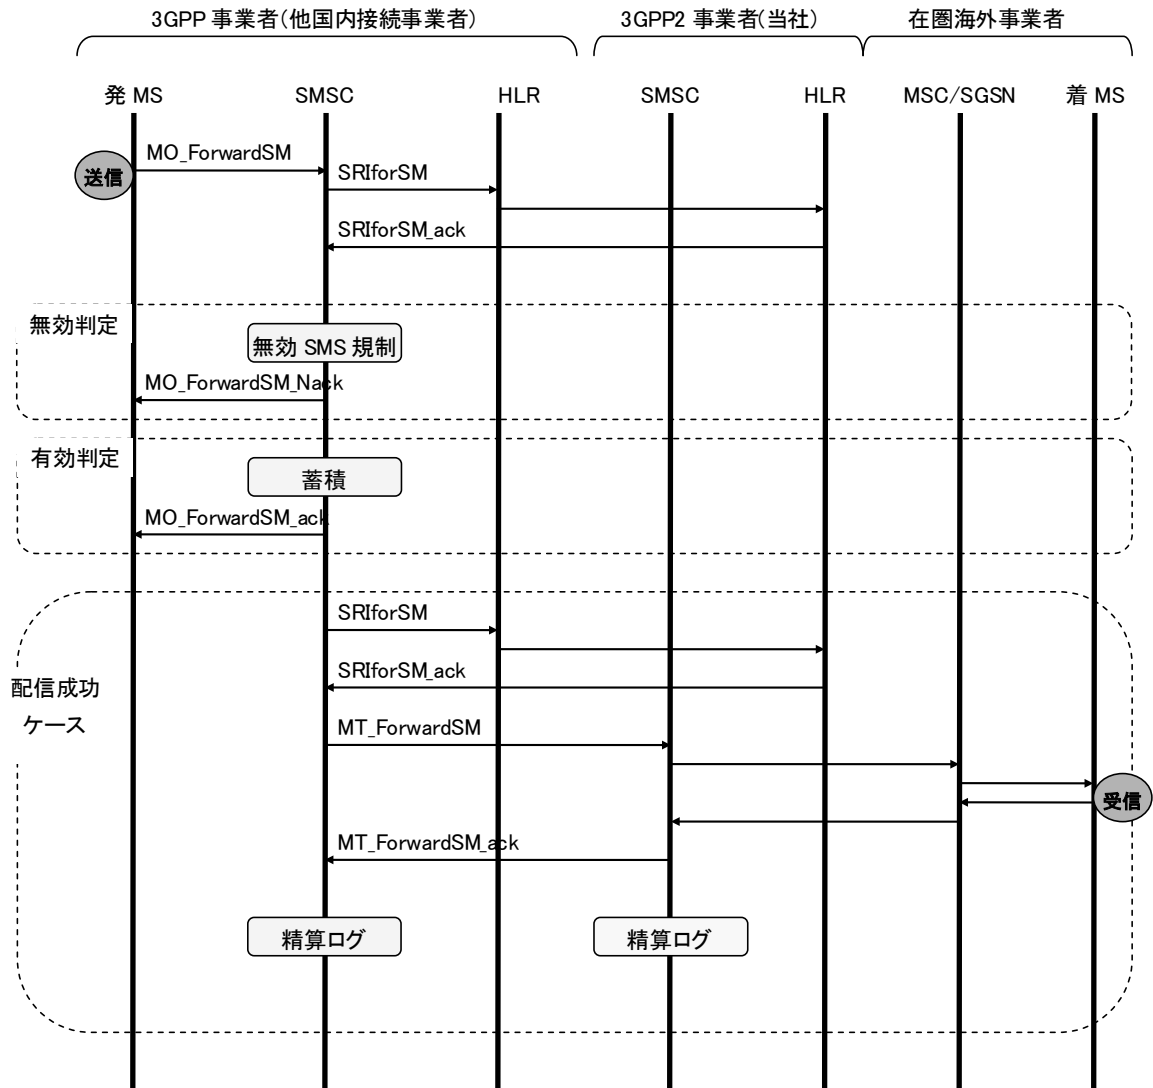 3GPP 事業者(他国内接続事業者)
3GPP2 事業者(当社)
在圏海外事業者
発 MS
SMSC
HLR
SMSC
HLR
MSC/SGSN
着 MS
送信
MO_ForwardSM
SRIforSM
SRIforSM_ack
無効判定
無効 SMS 規制
MO_ForwardSM_Nack
有効判定
蓄積
MO_ForwardSM_ack
配信成功
ケース
SRIforSM
SRIforSM_ack
MT_ForwardSM
受信
MT_ForwardSM_ack
精算ログ
精算ログ